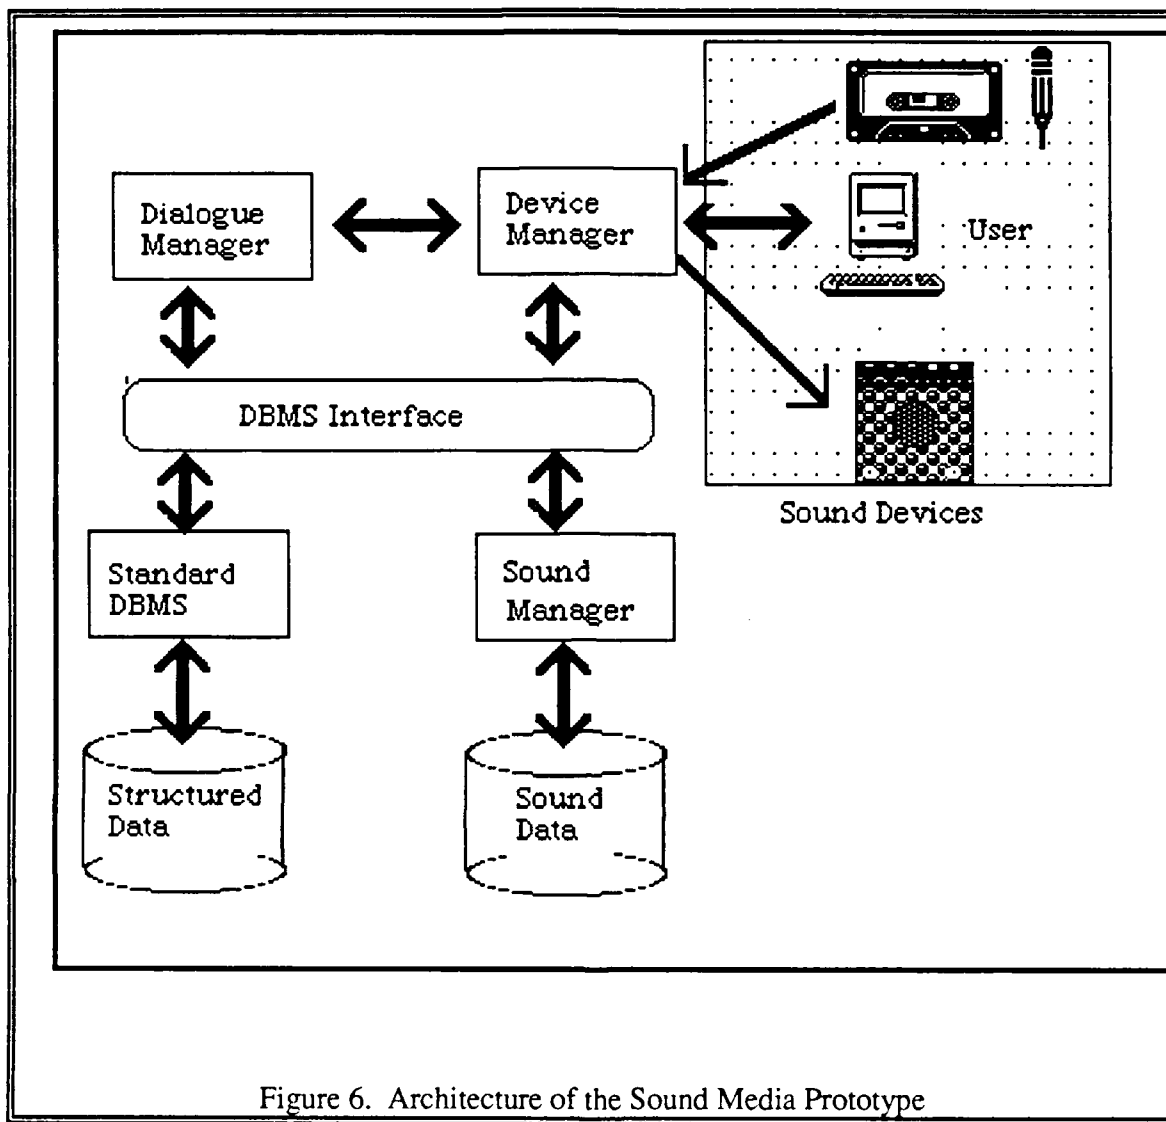 Dialogue
Manager
Device
Manager
User
DBMS Interface
Sound Devices
Standard
DBMS
Sound
Manager
Structured
Data
Sound
Data
Figure 6. Architecture of the Sound Media Prototype